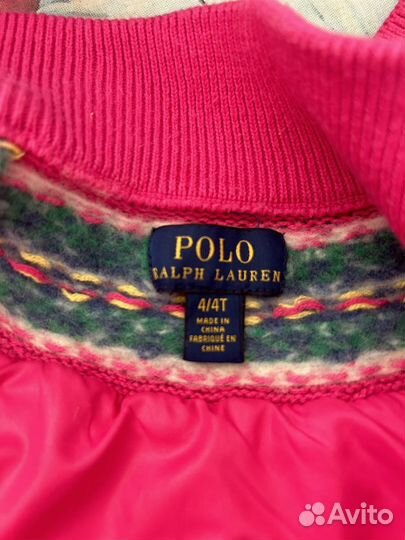 POLO
RALPH LAUREN
4/4T
MADE IN
CHINA
FABRIQUÉ EN
CHINE
Avito